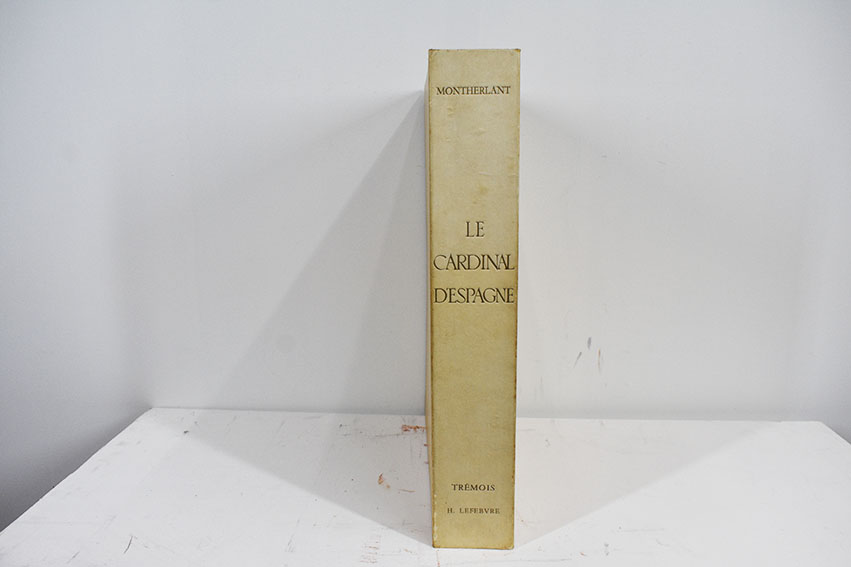 MONTHERLANT
LE
CARDINAL
D'ESPAGNE
TRÉMOIS
H. LEFEBVRE